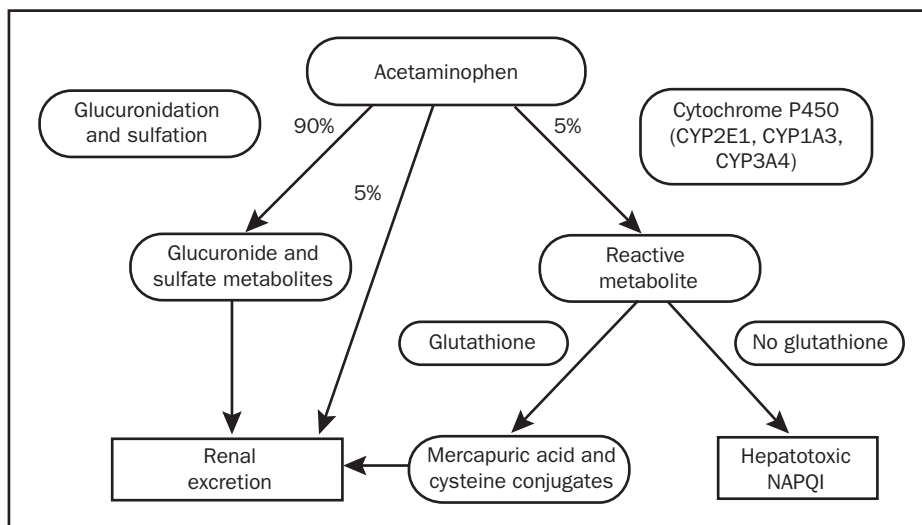 Acetaminophen
Glucuronidation
and sulfation
90%
5%
5%
Cytochrome P450
(CYP2E1, CYP1A3,
CYP3A4)
Glucuronide and
sulfate metabolites
Reactive
metabolite
Glutathione
No glutathione
Renal
excretion
Mercapuric acid and
cysteine conjugates
Hepatotoxic
NAPQI